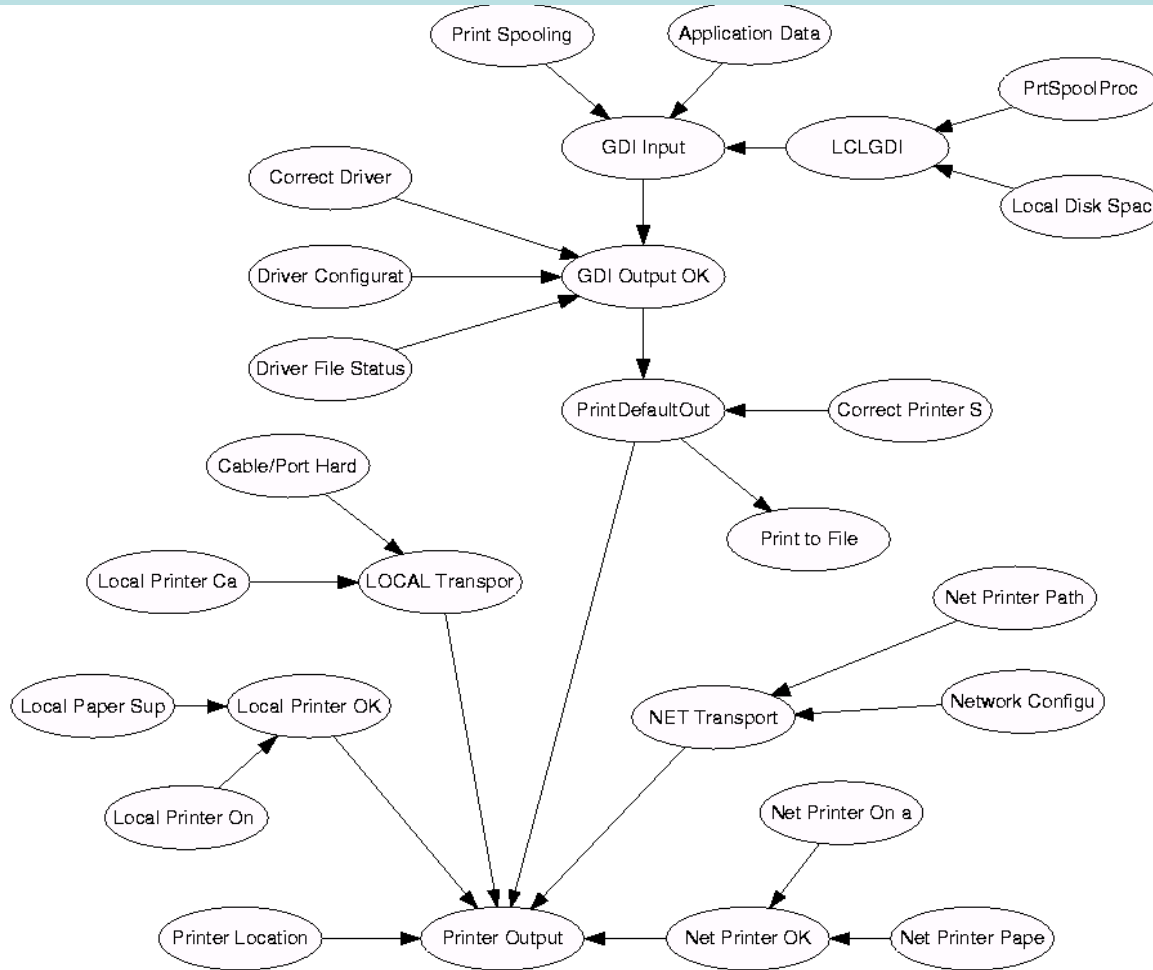 Print Spooling
Application Data
PrtSpoolProc
GDI Input
LCLGDI
Correct Driver
Local Disk Spac
Driver Configurat
GDI Output OK
Driver File Status
PrintDefaultOut
Correct Printer S
Cable/Port Hard
Print to File
Local Printer Ca
LOCAL Transpor
Net Printer Path
Local Paper Sup
Local Printer OK
NET Transport
Network Configu
Local Printer On
Net Printer On a
Printer Location
Printer Output
Net Printer OK
Net Printer Pape